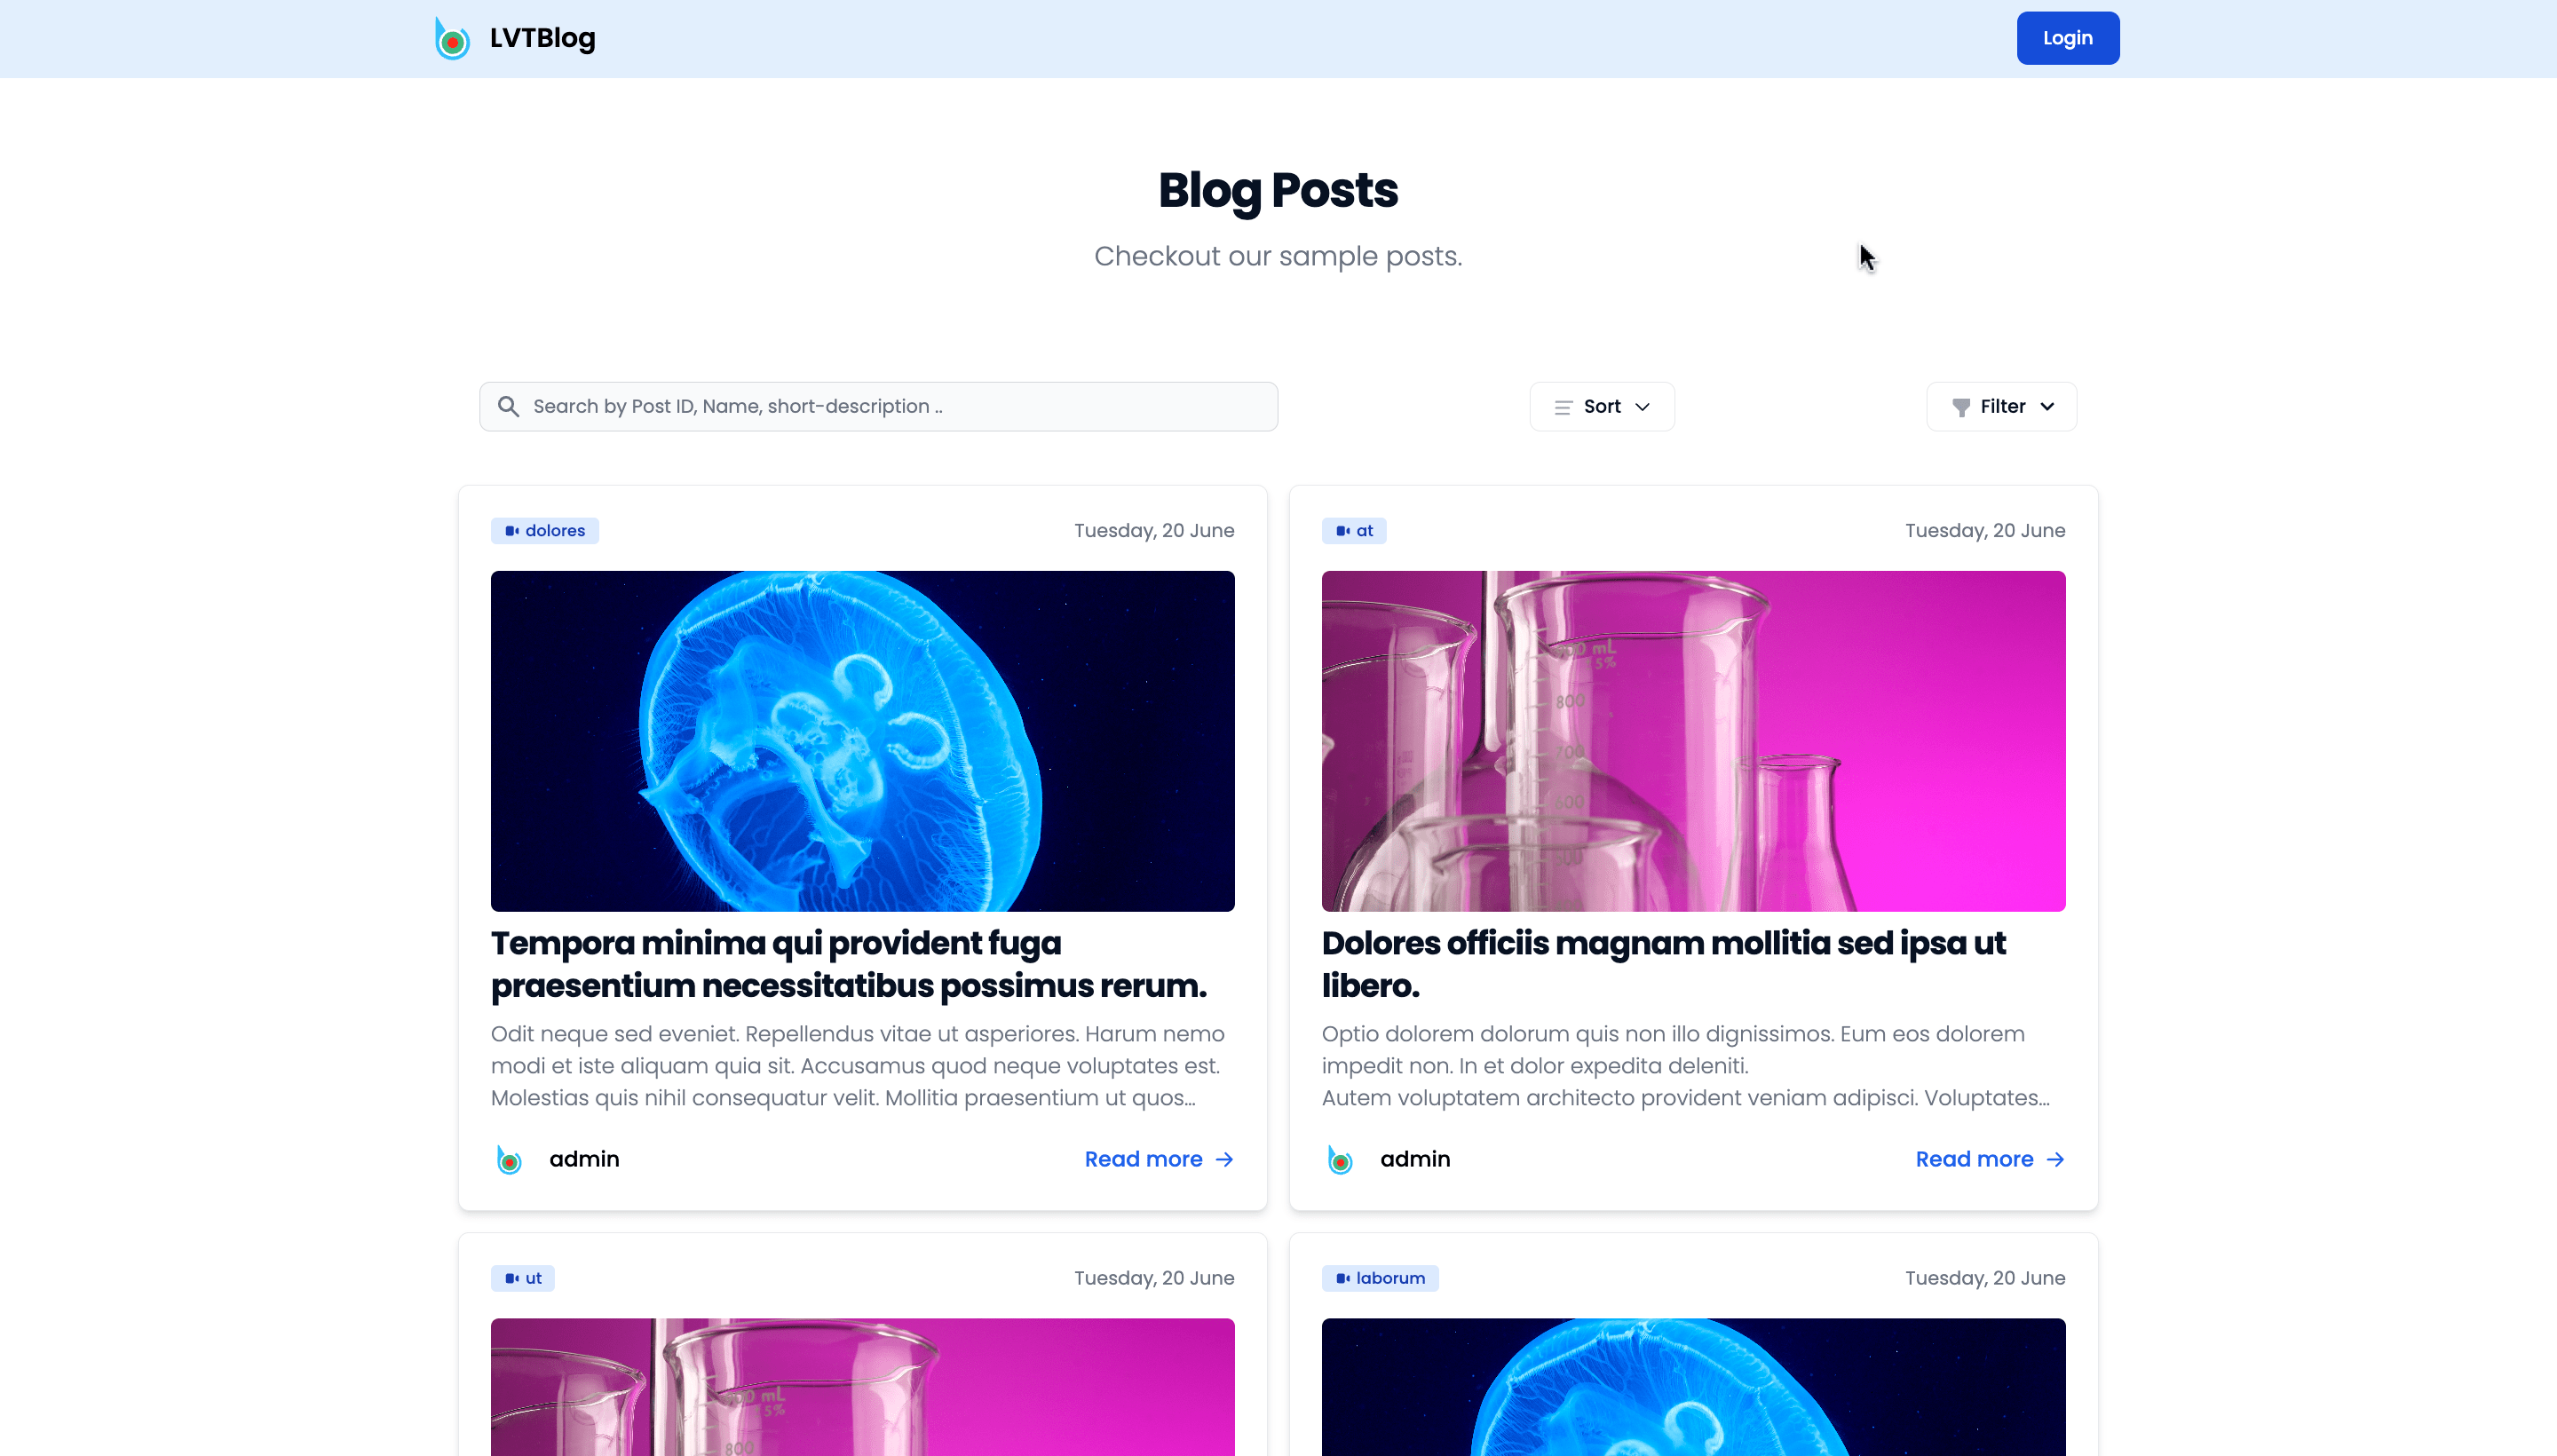 LVTBlog
Login
Blog Posts
Checkout our sample posts.
Search by Post ID, Name, short-description ..
Sort
Filter
dolores
Tuesday, 20 June
Tempora minima qui provident fuga
praesentium necessitatibus possimus rerum.
Odit neque sed eveniet. Repellendus vitae ut asperiores. Harum nemo
modi et iste aliquam quia sit. Accusamus quod neque voluptates est.
Molestias quis nihil consequatur velit. Mollitia praesentium ut quos...
admin
Read more
at
Tuesday, 20 June
800
700
600
500
Dolores officiis magnam mollitia sed ipsa ut
libero.
Optio dolorem dolorum quis non illo dignissimos. Eum eos dolorem
impedit non. In et dolor expedita deleniti.
Autem voluptatem architecto provident veniam adipisci. Voluptates...
admin
Read more
ut
Tuesday, 20 June
800
laborum
Tuesday, 20 June